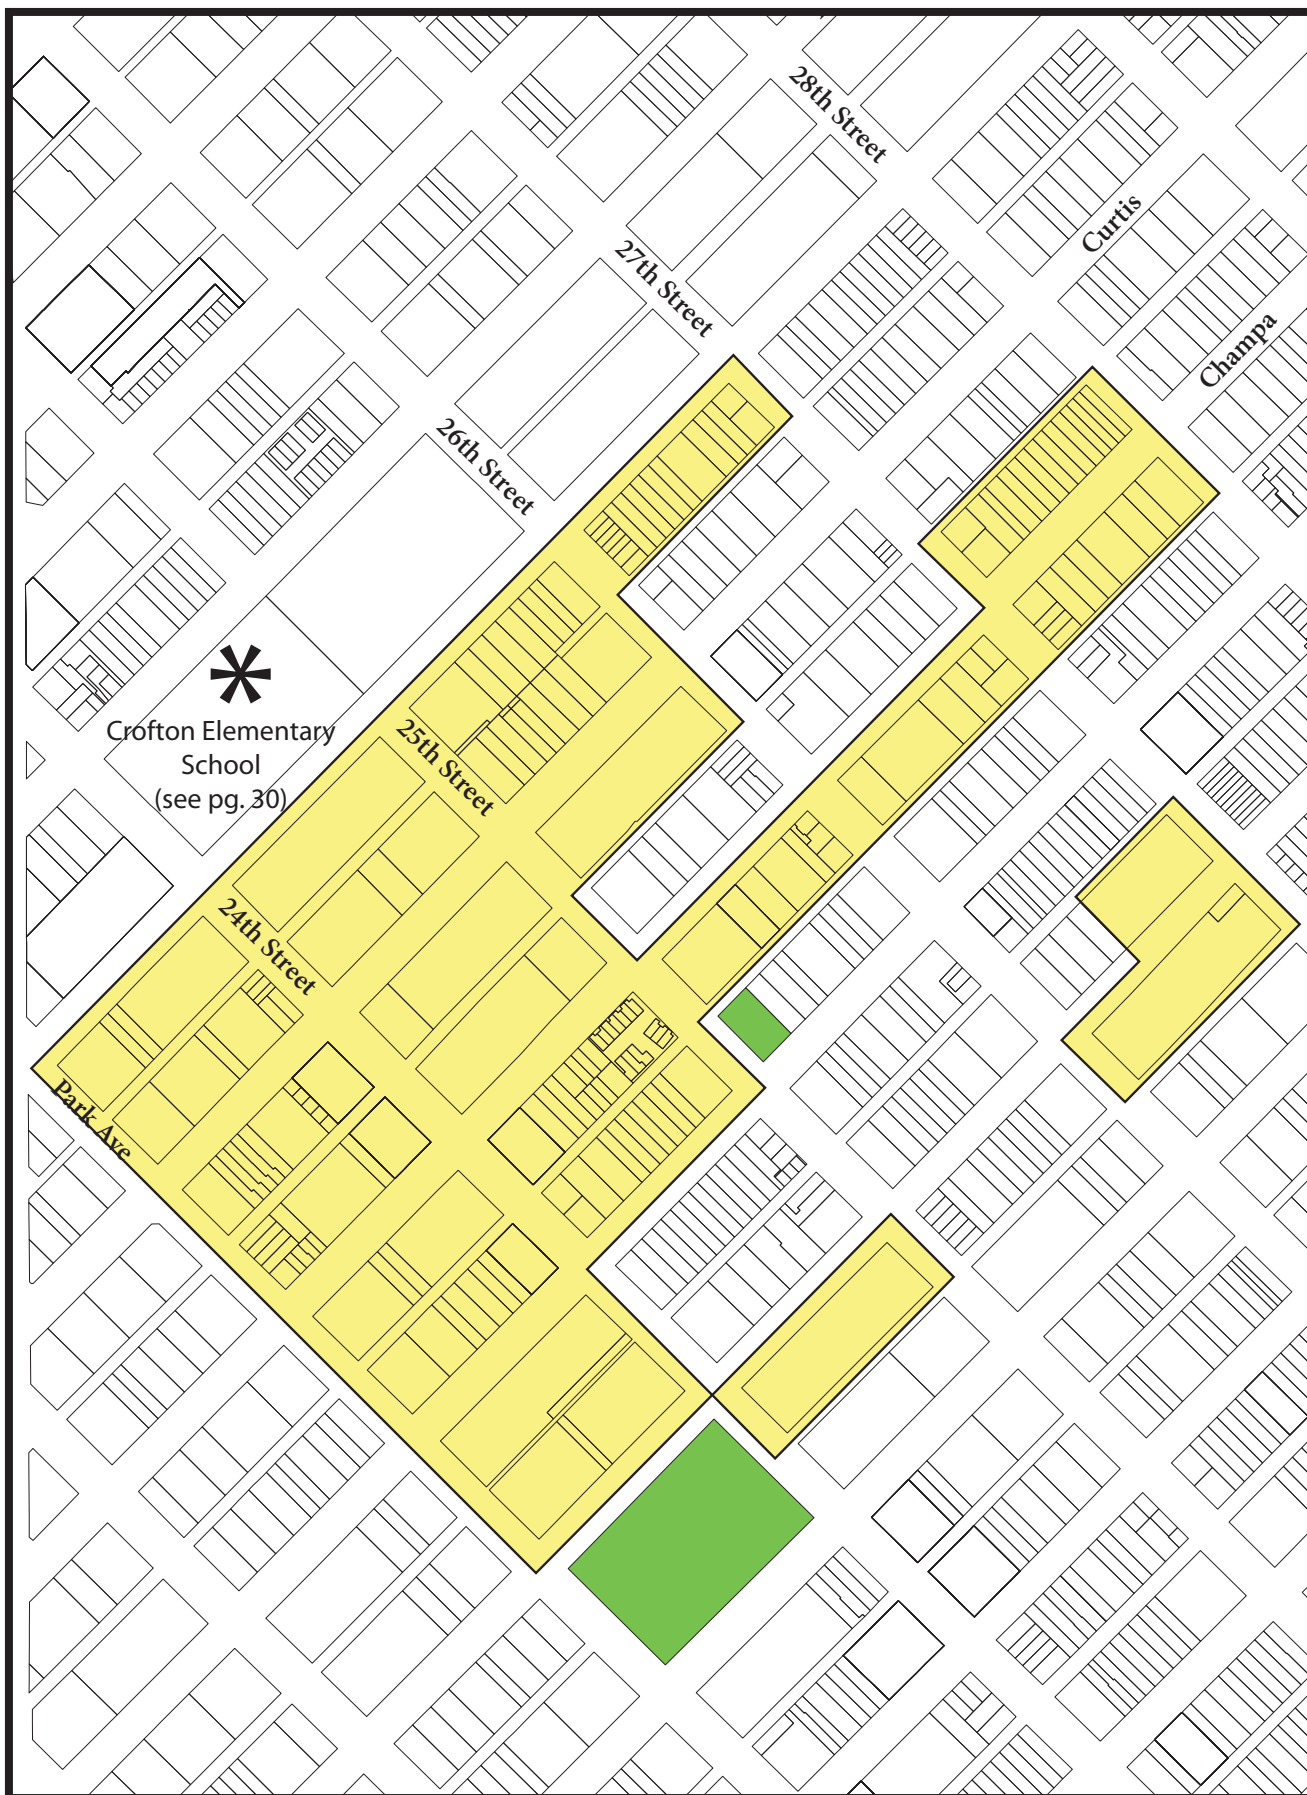 28th Street
Curtis
27th Street
Champa
26th Street
Crofton Elementary
School
(see pg. 30)
25th Street
24th Street
Park Ave